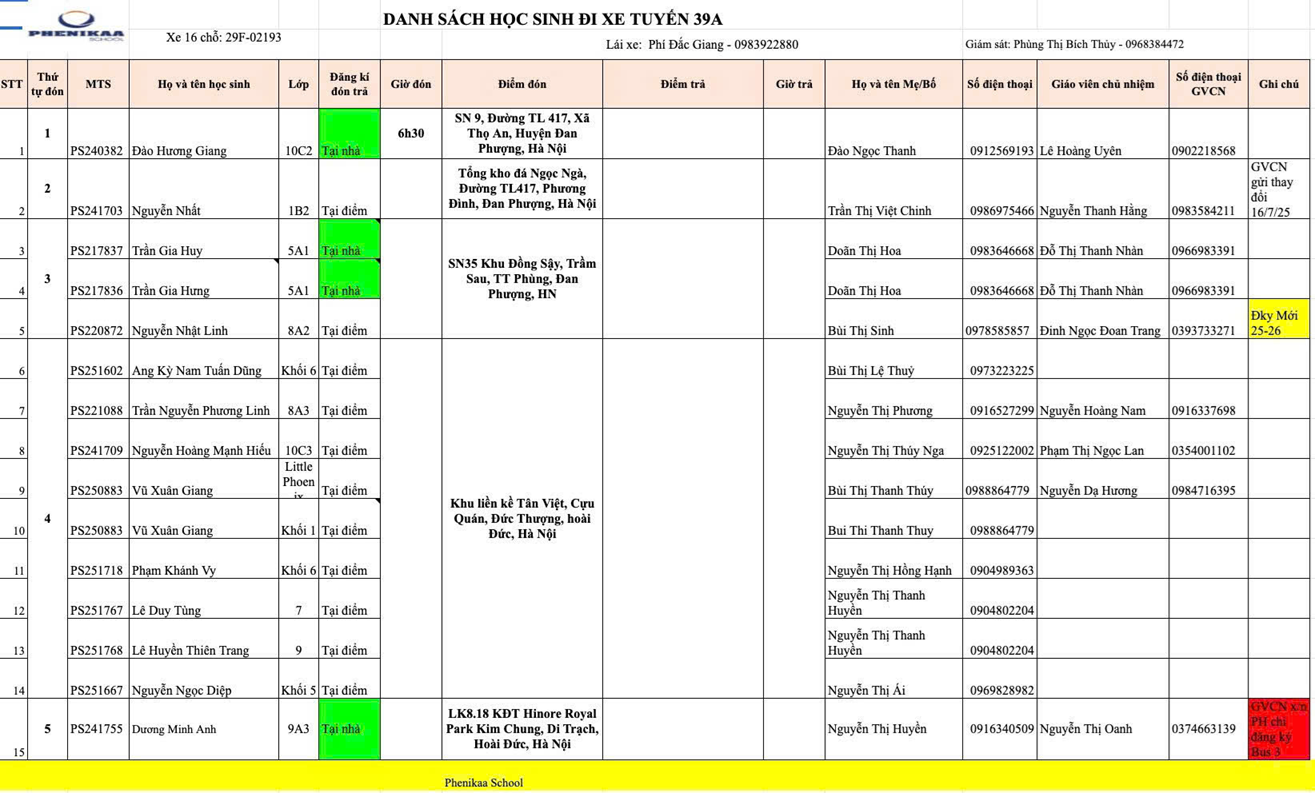 DANH SÁCH HỌC SINH ĐI XE TUYẾN 39A
PHENIKAA
SCHOOL
Xe 16 chỗ: 29F-02193
Lái xe: Phí Đắc Giang - 0983922880
Giám sát: Phùng Thị Bích Thủy - 0968384472
STT Thứ tự đón MTS Họ và tên học sinh Lớp Đăng kí đón trả Giờ đón Điểm đón Điểm trả Giờ trả Họ và tên Mẹ/Bố Số điện thoại Giáo viên chủ nhiệm Số điện thoại GVCN Ghi chú
1 1 PS240382 Đào Hương Giang 10C2 Tại nhà 6h30 SN 9, Đường TL 417, Xã Thọ An, Huyện Đan Phượng, Hà Nội Đào Ngọc Thanh 0912569193 Lê Hoàng Uyên 0902218568
2 2 PS241703 Nguyễn Nhất 1B2 Tại điểm Tổng kho đá Ngọc Ngà, Đường TL417, Phương Đình, Đan Phượng, Hà Nội Trần Thị Việt Chinh 0986975466 Nguyễn Thanh Hằng 0983584211 GVCN gửi thay đổi 16/7/25
3 3 PS217837 Trần Gia Huy 5A1 Tại nhà SN35 Khu Đồng Sậy, Trầm Sau, TT Phùng, Đan Phượng, HN Doãn Thị Hoa 0983646668 Đỗ Thị Thanh Nhàn 0966983391
4 PS217836 Trần Gia Hưng 5A1 Tại nhà Doãn Thị Hoa 0983646668 Đỗ Thị Thanh Nhàn 0966983391
5 PS220872 Nguyễn Nhật Linh 8A2 Tại điểm Bùi Thị Sinh 0978585857 Đinh Ngọc Đoan Trang 0393733271 Đky Mới 25-26
6 PS251602 Ang Kỳ Nam Tuấn Dũng Khối 6 Tại điểm Bùi Thị Lệ Thuỷ 0973223225
7 PS221088 Trần Nguyễn Phương Linh 8A3 Tại điểm Nguyễn Thị Phương 0916527299 Nguyễn Hoàng Nam 0916337698
8 PS241709 Nguyễn Hoàng Mạnh Hiếu 10C3 Tại điểm Nguyễn Thị Thúy Nga 0925122002 Phạm Thị Ngọc Lan 0354001102
9 PS250883 Vũ Xuân Giang Little Phoenix Tại điểm Bùi Thị Thanh Thủy 0988864779 Nguyễn Dạ Hương 0984716395
10 4 PS250883 Vũ Xuân Giang Khối 1 Tại điểm Khu liền kề Tân Việt, Cựu Quán, Đức Thượng, hoài Đức, Hà Nội Bui Thi Thanh Thuy 0988864779
11 PS251718 Phạm Khánh Vy Khối 6 Tại điểm Nguyễn Thị Hồng Hạnh 0904989363
12 PS251767 Lê Duy Tùng 7 Tại điểm Nguyễn Thị Thanh Huyền 0904802204
13 PS251768 Lê Huyền Thiên Trang 9 Tại điểm Nguyễn Thị Thanh Huyền 0904802204
14 PS251667 Nguyễn Ngọc Diệp Khối 5 Tại điểm Nguyễn Thị Ái 0969828982
15 5 PS241755 Dương Minh Anh 9A3 Tại nhà LK8.18 KĐT Hinore Royal Park Kim Chung, Di Trạch, Hoài Đức, Hà Nội Nguyễn Thị Huyền 0916340509 Nguyễn Thị Oanh 0374663139 GVCN x/n PH chỉ đăng ký Bus 3
Phenikaa School